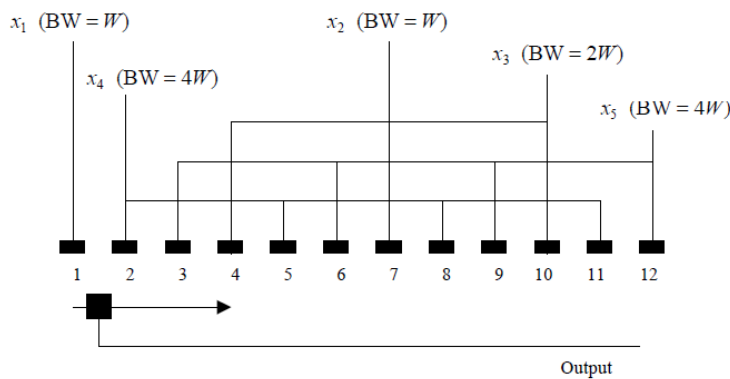 x₁ (BW = W)
x₂ (BW = W)
x₃ (BW = 2W)
x₄ (BW = 4W)
x₅ (BW = 4W)
1 2 3 4 5 6 7 8 9 10 11 12
Output